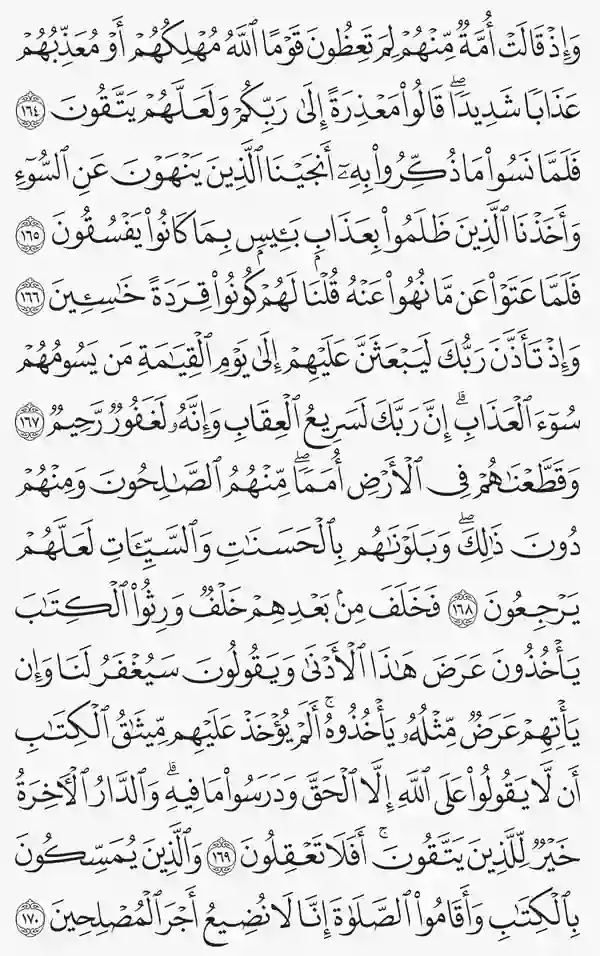 وَإِذْ قَالَتْ أُمَّةٌ مِّنْهُمْ لِمَ تَعِظُونَ قَوْمًا ٱللَّهُ مُهْلِكُهُمْ أَوْ مُعَذِّبُهُمْ
عَذَابًا شَدِيدًا ۖ قَالُوا۟ مَعْذِرَةً إِلَىٰ رَبِّكُمْ وَلَعَلَّهُمْ يَتَّقُونَ ١٦٤
فَلَمَّا نَسُوا۟ مَا ذُكِّرُوا۟ بِهِۦٓ أَنجَيْنَا ٱلَّذِينَ يَنْهَوْنَ عَنِ ٱلسُّوٓءِ
وَأَخَذْنَا ٱلَّذِينَ ظَلَمُوا۟ بِعَذَابٍۭ بَـِٔيسٍۭ بِمَا كَانُوا۟ يَفْسُقُونَ ١٦٥
فَلَمَّا عَتَوْا۟ عَن مَّا نُهُوا۟ عَنْهُ قُلْنَا لَهُمْ كُونُوا۟ قِرَدَةً خَـٰسِـِٔينَ ١٦٦
وَإِذْ تَأَذَّنَ رَبُّكَ لَيَبْعَثَنَّ عَلَيْهِمْ إِلَىٰ يَوْمِ ٱلْقِيَـٰمَةِ مَن يَسُومُهُمْ
سُوٓءَ ٱلْعَذَابِ ۗ إِنَّ رَبَّكَ لَسَرِيعُ ٱلْعِقَابِ ۖ وَإِنَّهُۥ لَغَفُورٌ رَّحِيمٌ ١٦٧
وَقَطَّعْنَـٰهُمْ فِى ٱلْأَرْضِ أُمَمًا ۖ مِّنْهُمُ ٱلصَّـٰلِحُونَ وَمِنْهُمْ
دُونَ ذَٰلِكَ ۖ وَبَلَوْنَـٰهُم بِٱلْحَسَنَـٰتِ وَٱلسَّيِّـَٔاتِ لَعَلَّهُمْ
يَرْجِعُونَ ١٦٨ فَخَلَفَ مِنۢ بَعْدِهِمْ خَلْفٌ وَرِثُوا۟ ٱلْكِتَـٰبَ
يَأْخُذُونَ عَرَضَ هَـٰذَا ٱلْأَدْنَىٰ وَيَقُولُونَ سَيُغْفَرُ لَنَا وَإِن
يَأْتِهِمْ عَرَضٌ مِّثْلُهُۥ يَأْخُذُوهُ ۚ أَلَمْ يُؤْخَذْ عَلَيْهِم مِّيثَـٰقُ ٱلْكِتَـٰبِ
أَن لَّا يَقُولُوا۟ عَلَى ٱللَّهِ إِلَّا ٱلْحَقَّ وَدَرَسُوا۟ مَا فِيهِ ۗ وَٱلدَّارُ ٱلْـَٔاخِرَةُ
خَيْرٌ لِّلَّذِينَ يَتَّقُونَ ۗ أَفَلَا تَعْقِلُونَ ١٦٩ وَٱلَّذِينَ يُمَسِّكُونَ
بِٱلْكِتَـٰبِ وَأَقَامُوا۟ ٱلصَّلَوٰةَ إِنَّا لَا نُضِيعُ أَجْرَ ٱلْمُصْلِحِينَ ١٧٠